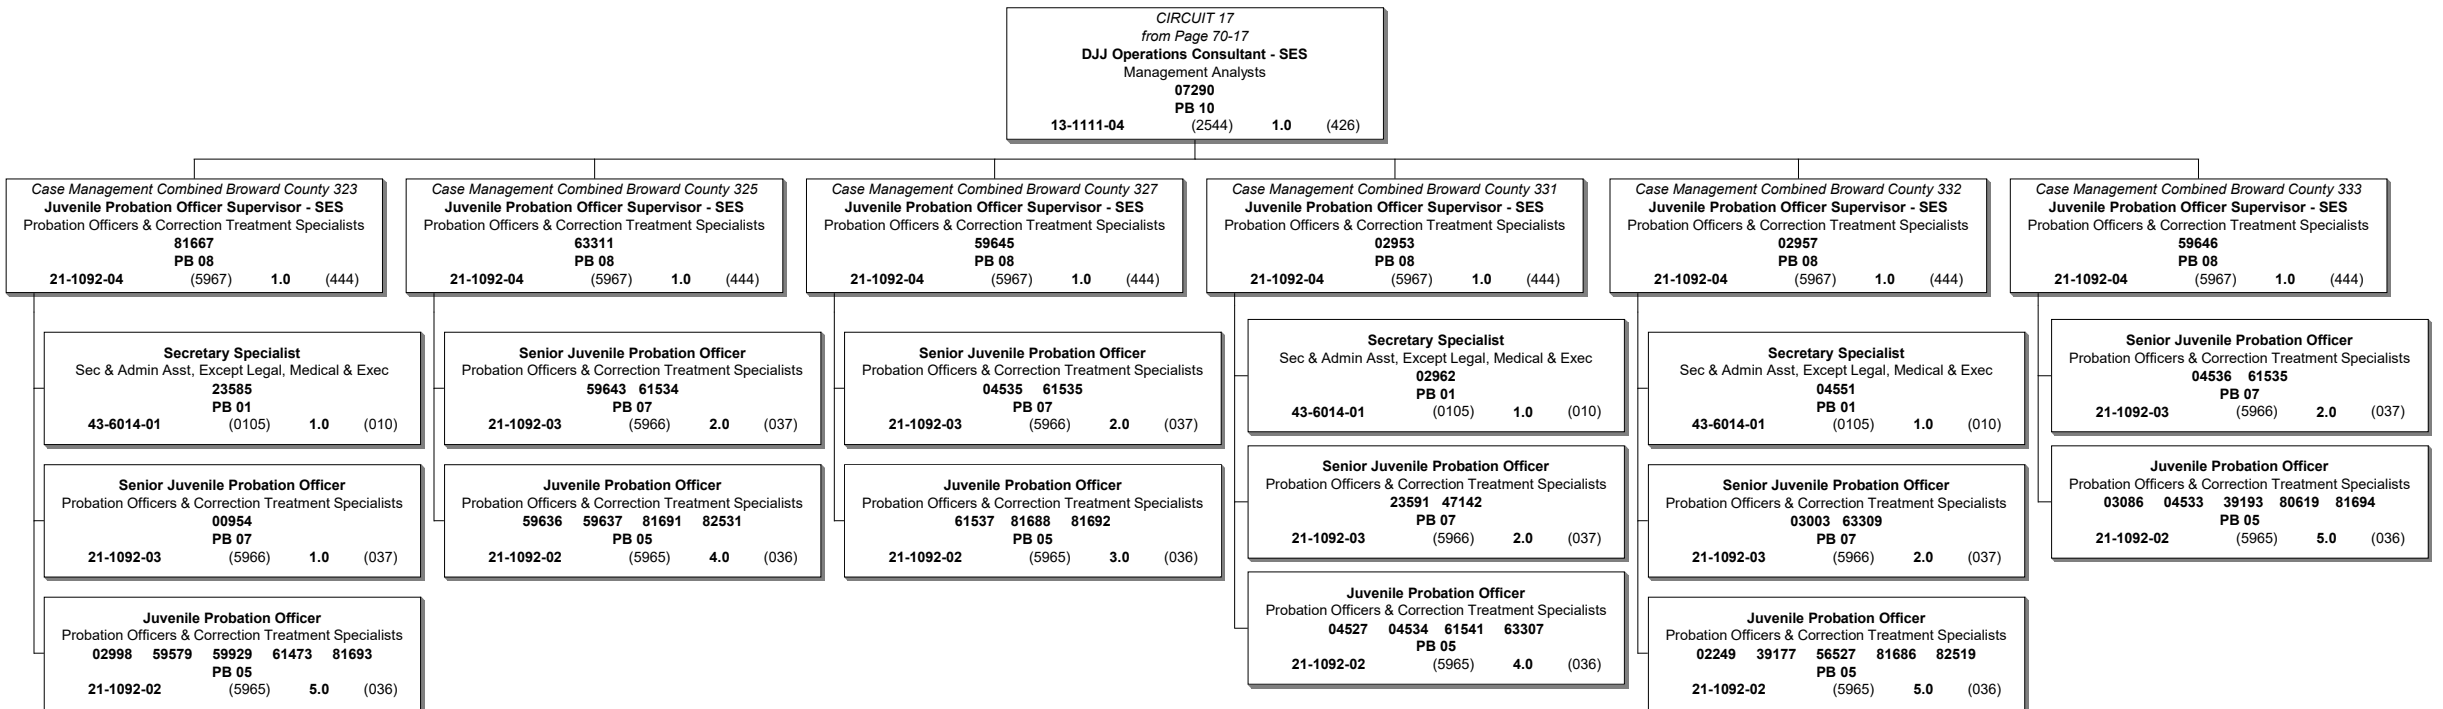 CIRCUIT 17
from Page 70-17
DJJ Operations Consultant - SES
Management Analysts
07290
PB 10
13-1111-04 (2544) 1.0 (426)
Case Management Combined Broward County 323
Juvenile Probation Officer Supervisor - SES
Probation Officers & Correction Treatment Specialists
81667
PB 08
21-1092-04 (5967) 1.0 (444)
Secretary Specialist
Sec & Admin Asst, Except Legal, Medical & Exec
23585
PB 01
43-6014-01 (0105) 1.0 (010)
Senior Juvenile Probation Officer
Probation Officers & Correction Treatment Specialists
00954
PB 07
21-1092-03 (5966) 1.0 (037)
Juvenile Probation Officer
Probation Officers & Correction Treatment Specialists
02998 59579 59929 61473 81693
PB 05
21-1092-02 (5965) 5.0 (036)
Case Management Combined Broward County 325
Juvenile Probation Officer Supervisor - SES
Probation Officers & Correction Treatment Specialists
63311
PB 08
21-1092-04 (5967) 1.0 (444)
Senior Juvenile Probation Officer
Probation Officers & Correction Treatment Specialists
59643 61534
PB 07
21-1092-03 (5966) 2.0 (037)
Juvenile Probation Officer
Probation Officers & Correction Treatment Specialists
59636 59637 81691 82531
PB 05
21-1092-02 (5965) 4.0 (036)
Case Management Combined Broward County 327
Juvenile Probation Officer Supervisor - SES
Probation Officers & Correction Treatment Specialists
59645
PB 08
21-1092-04 (5967) 1.0 (444)
Senior Juvenile Probation Officer
Probation Officers & Correction Treatment Specialists
04535 61535
PB 07
21-1092-03 (5966) 2.0 (037)
Juvenile Probation Officer
Probation Officers & Correction Treatment Specialists
61537 81688 81692
PB 05
21-1092-02 (5965) 3.0 (036)
Case Management Combined Broward County 331
Juvenile Probation Officer Supervisor - SES
Probation Officers & Correction Treatment Specialists
02953
PB 08
21-1092-04 (5967) 1.0 (444)
Secretary Specialist
Sec & Admin Asst, Except Legal, Medical & Exec
02962
PB 01
43-6014-01 (0105) 1.0 (010)
Senior Juvenile Probation Officer
Probation Officers & Correction Treatment Specialists
23591 47142
PB 07
21-1092-03 (5966) 2.0 (037)
Juvenile Probation Officer
Probation Officers & Correction Treatment Specialists
04527 04534 61541 63307
PB 05
21-1092-02 (5965) 4.0 (036)
Case Management Combined Broward County 332
Juvenile Probation Officer Supervisor - SES
Probation Officers & Correction Treatment Specialists
02957
PB 08
21-1092-04 (5967) 1.0 (444)
Secretary Specialist
Sec & Admin Asst, Except Legal, Medical & Exec
04551
PB 01
43-6014-01 (0105) 1.0 (010)
Senior Juvenile Probation Officer
Probation Officers & Correction Treatment Specialists
03003 63309
PB 07
21-1092-03 (5966) 2.0 (037)
Juvenile Probation Officer
Probation Officers & Correction Treatment Specialists
02249 39177 56527 81686 82519
PB 05
21-1092-02 (5965) 5.0 (036)
Case Management Combined Broward County 333
Juvenile Probation Officer Supervisor - SES
Probation Officers & Correction Treatment Specialists
59646
PB 08
21-1092-04 (5967) 1.0 (444)
Senior Juvenile Probation Officer
Probation Officers & Correction Treatment Specialists
04536 61535
PB 07
21-1092-03 (5966) 2.0 (037)
Juvenile Probation Officer
Probation Officers & Correction Treatment Specialists
03086 04533 39193 80619 81694
PB 05
21-1092-02 (5965) 5.0 (036)